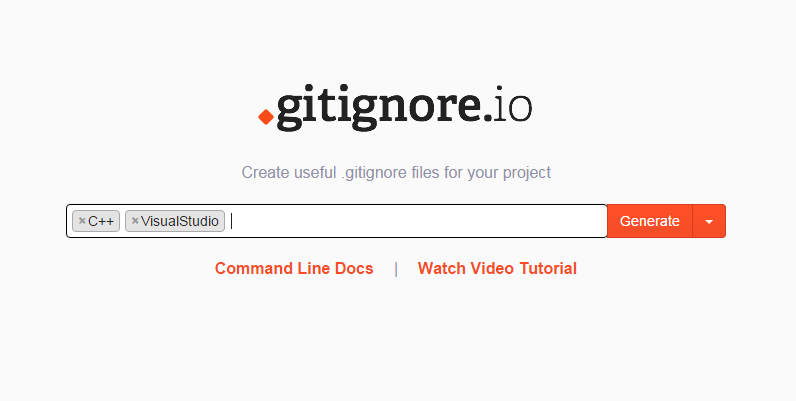 .gitignore.io
Create useful .gitignore files for your project
×C++ ×VisualStudio Generate
Command Line Docs | Watch Video Tutorial